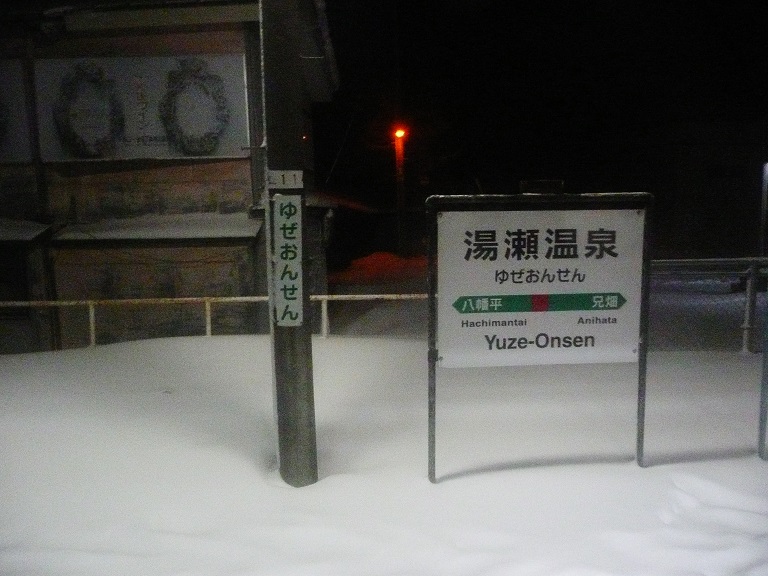 11
ゆぜおんせん
湯瀬温泉
ゆぜおんせん
八幡平 兄畑
Hachimantai Anihata
Yuze-Onsen